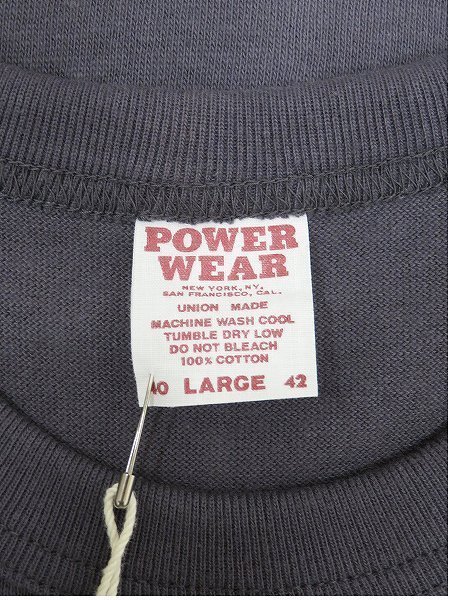 POWER
WEAR
NEW YORK, NY.
SAN FRANCISCO, CAL.
UNION MADE
MACHINE WASH COOL
TUMBLE DRY LOW
DO NOT BLEACH
100% COTTON
40 LARGE 42